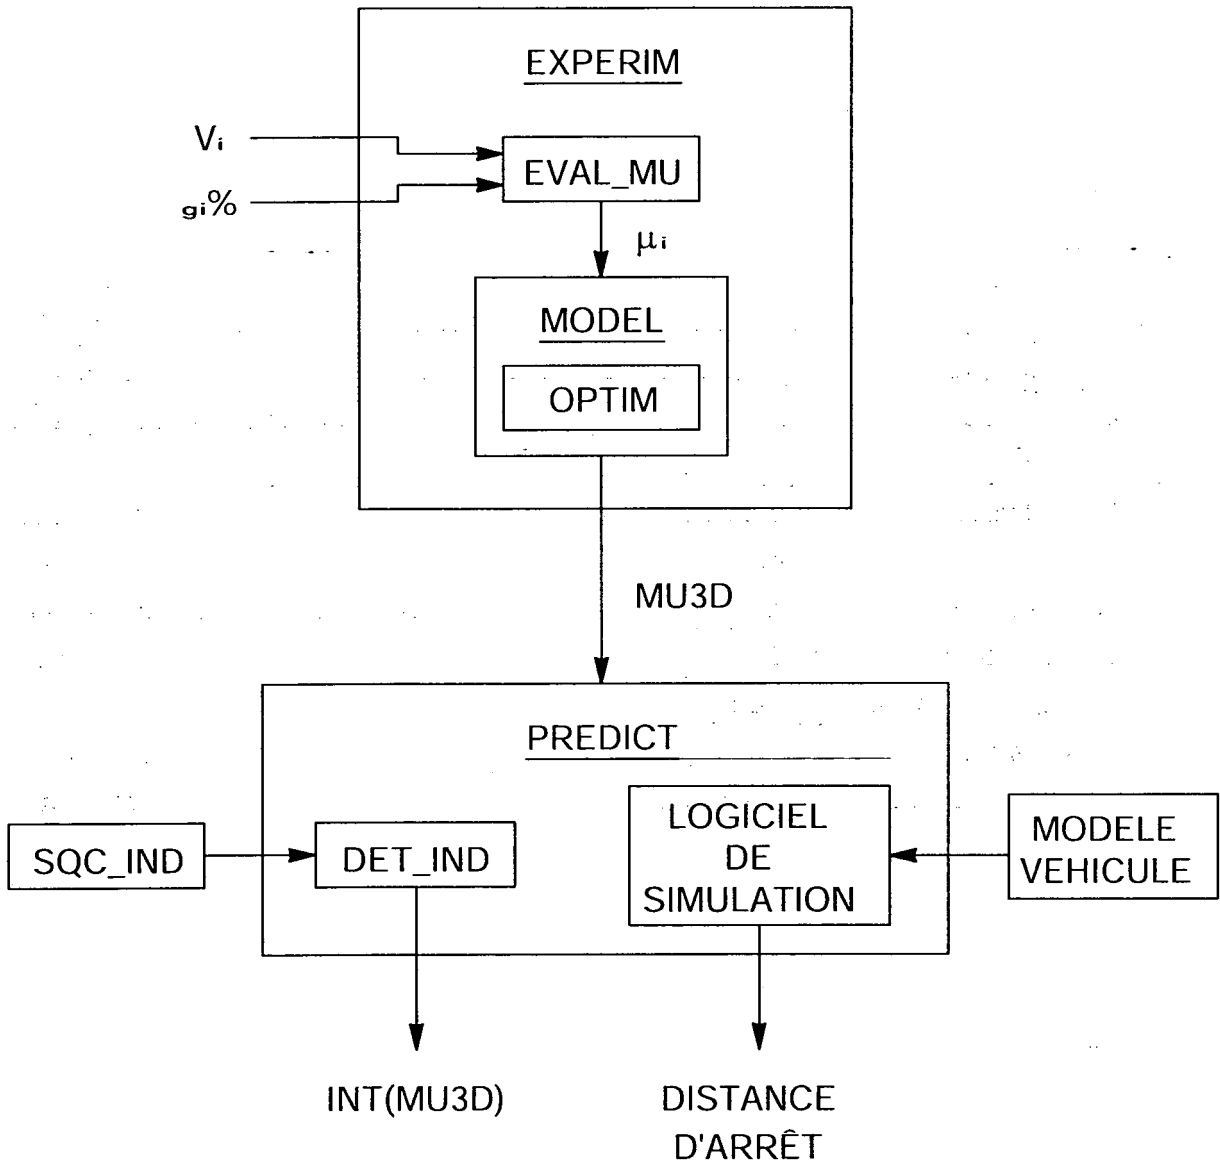 EXPERIM
Vi
EVAL_MU
gi%
μi
MODEL
OPTIM
MU3D
PREDICT
SQC_IND
DET_IND
LOGICIEL
DE
SIMULATION
MODELE
VEHICULE
INT(MU3D)
DISTANCE
D'ARRÊT